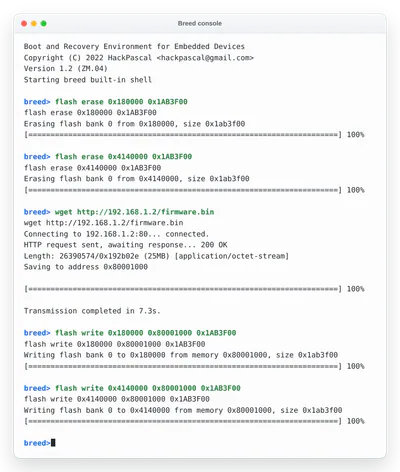 Breed console
Boot and Recovery Environment for Embedded Devices
Copyright (C) 2022 HackPascal <hackpascal@gmail.com>
Version 1.2 (ZM.04)
Starting breed built-in shell
breed> flash erase 0x180000 0x1AB3F00
flash erase 0x180000 0x1AB3F00
Erasing flash bank 0 from 0x180000, size 0x1ab3f00
[=======================================================================] 100%
breed> flash erase 0x4140000 0x1AB3F00
flash erase 0x4140000 0x1AB3F00
Erasing flash bank 0 from 0x4140000, size 0x1ab3f00
[=======================================================================] 100%
breed> wget http://192.168.1.2/firmware.bin
wget http://192.168.1.2/firmware.bin
Connecting to 192.168.1.2:80... connected.
HTTP request sent, awaiting response... 200 OK
Length: 26390574/0x192b02e (25MB) [application/octet-stream]
Saving to address 0x80001000
[=======================================================================] 100%
Transmission completed in 7.3s.
breed> flash write 0x180000 0x80001000 0x1AB3F00
flash write 0x180000 0x80001000 0x1AB3F00
Writing flash bank 0 to 0x180000 from memory 0x80001000, size 0x1ab3f00
[=======================================================================] 100%
breed> flash write 0x4140000 0x80001000 0x1AB3F00
flash write 0x4140000 0x80001000 0x1AB3F00
Writing flash bank 0 to 0x4140000 from memory 0x80001000, size 0x1ab3f00
[=======================================================================] 100%
breed>